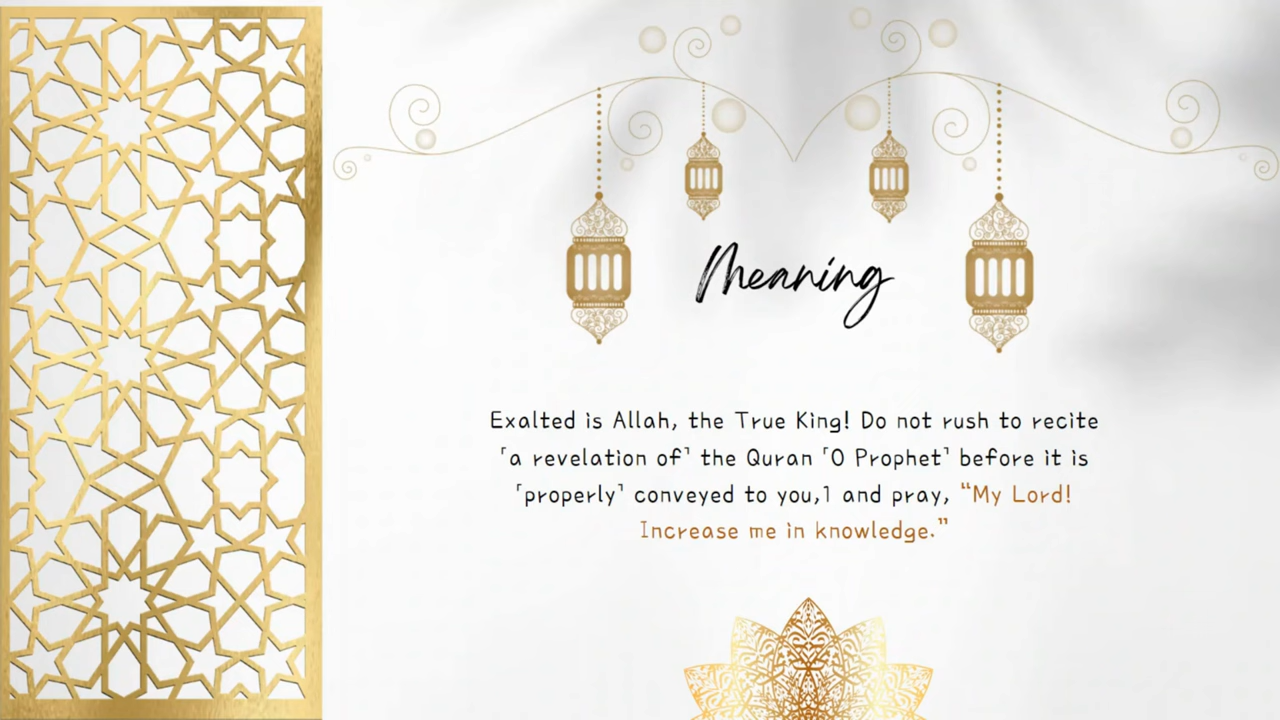 Meaning
Exalted is Allah, the True King! Do not rush to recite
˹a revelation of˺ the Quran ˹O Prophet˺ before it is
˹properly˺ conveyed to you,1 and pray, “My Lord!
Increase me in knowledge.”